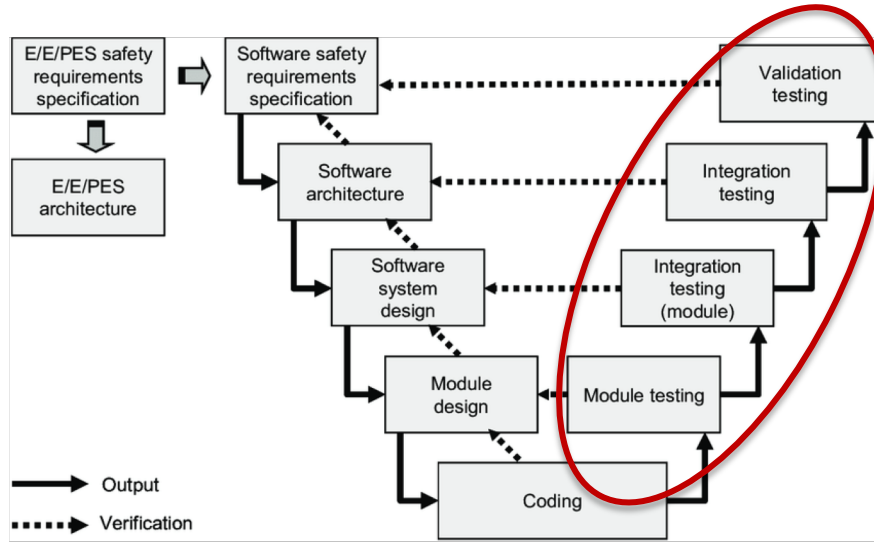 E/E/PES safety
requirements
specification
Software safety
requirements
specification
Validation
testing
E/E/PES
architecture
Software
architecture
Integration
testing
Software
system
design
Integration
testing
(module)
Module
design
Module testing
Coding
Output
Verification